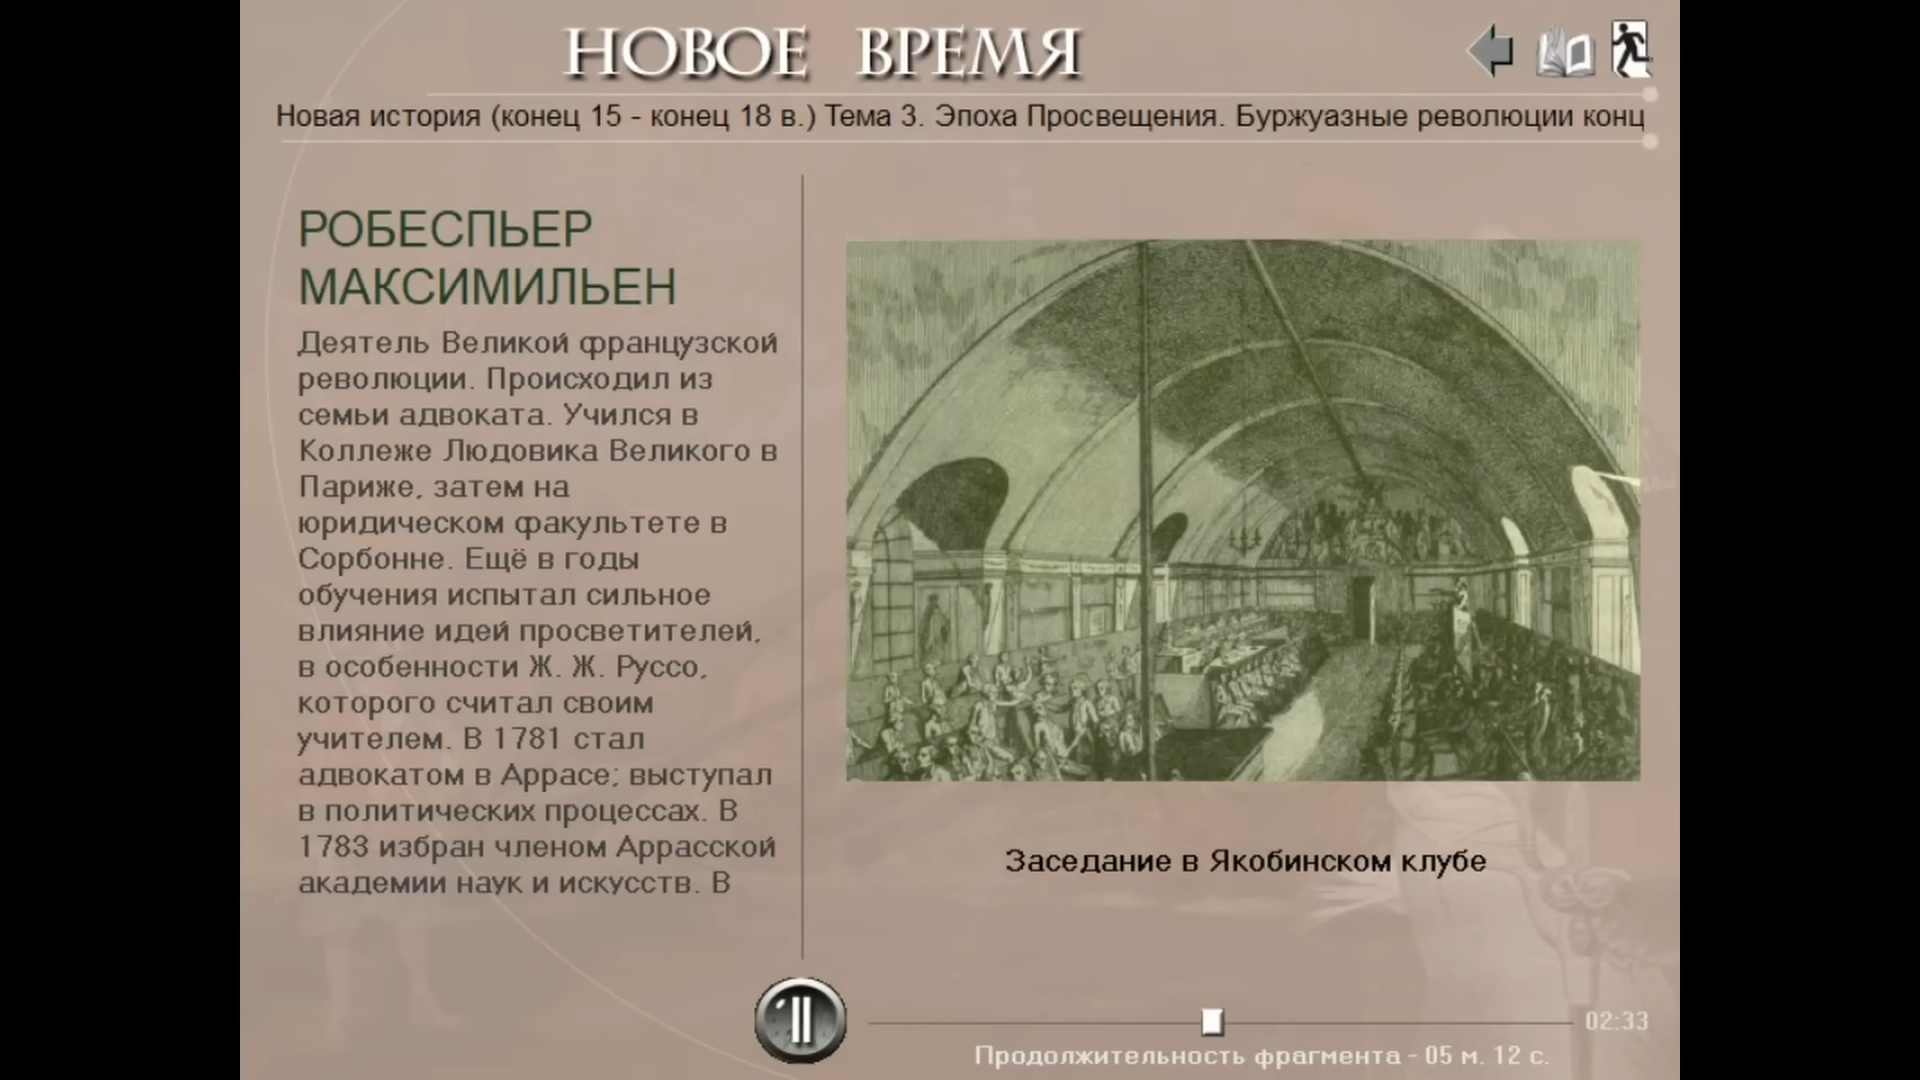 НОВОЕ ВРЕМЯ
Новая история (конец 15 - конец 18 в.) Тема 3. Эпоха Просвещения. Буржуазные революции конц
РОБЕСПЬЕР
МАКСИМИЛЬЕН
Деятель Великой французской
революции. Происходил из
семьи адвоката. Учился в
Коллеже Людовика Великого в
Париже, затем на
юридическом факультете в
Сорбонне. Ещё в годы
обучения испытал сильное
влияние идей просветителей,
в особенности Ж. Ж. Руссо,
которого считал своим
учителем. В 1781 стал
адвокатом в Аррасе; выступал
в политических процессах. В
1783 избран членом Аррасской
академии наук и искусств. В
Заседание в Якобинском клубе
02:33
Продолжительность фрагмента - 05 м. 12 с.